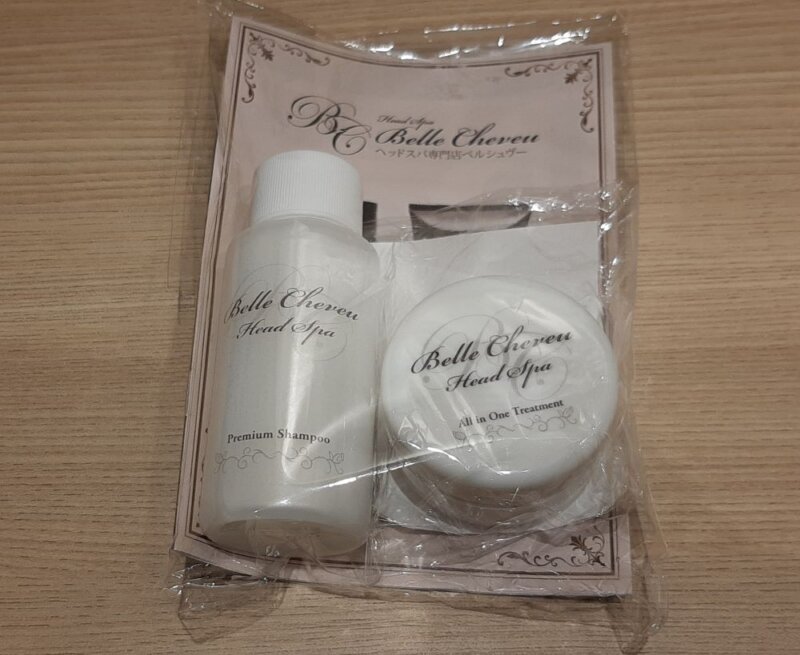 BC
Head Spa
Belle Cheveu
ヘッドスパ専門店ベルシュヴー
Belle Cheveu
Head Spa
Premium Shampoo
Belle Cheveu
Head Spa
All in One Treatment